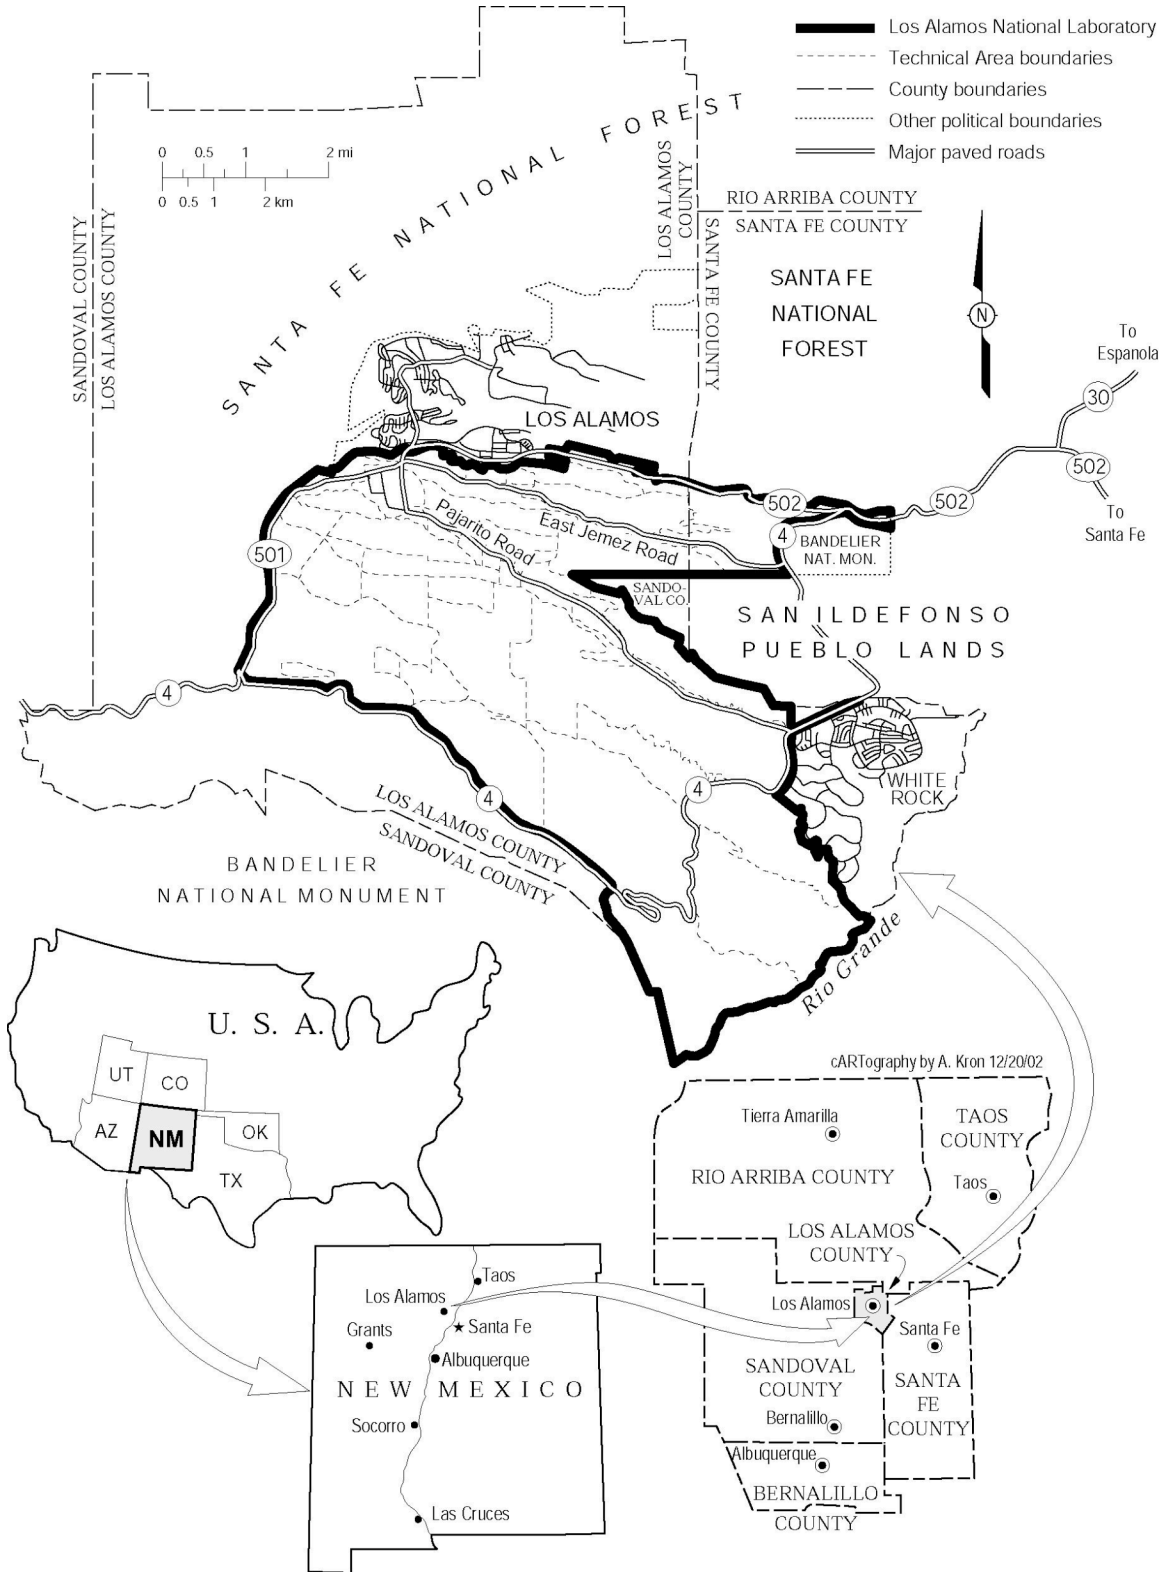 Los Alamos National Laboratory
Technical Area boundaries
County boundaries
Other political boundaries
Major paved roads
0 0.5 1 2 mi
0 0.5 1 2 km
SANTA FE NATIONAL FOREST
SANDOVAL COUNTY
LOS ALAMOS COUNTY
LOS ALAMOS
COUNTY
SANTA FE COUNTY
RIO ARRIBA COUNTY
SANTA FE COUNTY
SANTA FE
NATIONAL
FOREST
N
To
Espanola
30
502
To
Santa Fe
502
502
LOS ALAMOS
Pajarito Road
East Jemez Road
4
BANDELIER
NAT. MON.
501
SANDO-
VAL CO.
SAN ILDEFONSO
PUEBLO LANDS
4
WHITE
ROCK
4
4
LOS ALAMOS COUNTY
SANDOVAL COUNTY
BANDELIER
NATIONAL MONUMENT
Rio Grande
cARTography by A. Kron 12/20/02
U. S. A.
UT
CO
AZ
NM
OK
TX
Taos
Los Alamos
Santa Fe
Grants
Albuquerque
NEW MEXICO
Socorro
Las Cruces
Tierra Amarilla
TAOS
COUNTY
RIO ARRIBA COUNTY
Taos
LOS ALAMOS
COUNTY
Los Alamos
Santa Fe
SANDOVAL
COUNTY
SANTA
FE
COUNTY
Bernalillo
Albuquerque
BERNALILLO
COUNTY